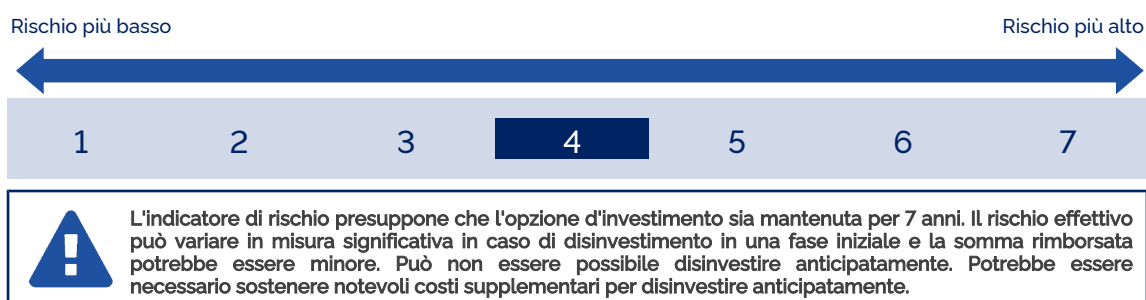 Rischio più basso Rischio più alto
1 2 3 4 5 6 7
L'indicatore di rischio presuppone che l'opzione d'investimento sia mantenuta per 7 anni. Il rischio effettivo
può variare in misura significativa in caso di disinvestimento in una fase iniziale e la somma rimborsata
potrebbe essere minore. Può non essere possibile disinvestire anticipatamente. Potrebbe essere
necessario sostenere notevoli costi supplementari per disinvestire anticipatamente.